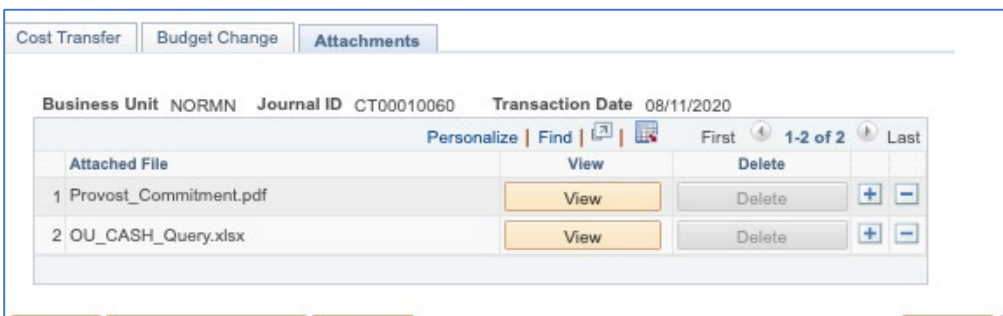 Cost Transfer Budget Change Attachments
Business Unit NORMN Journal ID CT00010060 Transaction Date 08/11/2020
Personalize | Find | | First 1-2 of 2 Last
Attached File View Delete
1 Provost_Commitment.pdf View Delete
2 OU_CASH_Query.xlsx View Delete